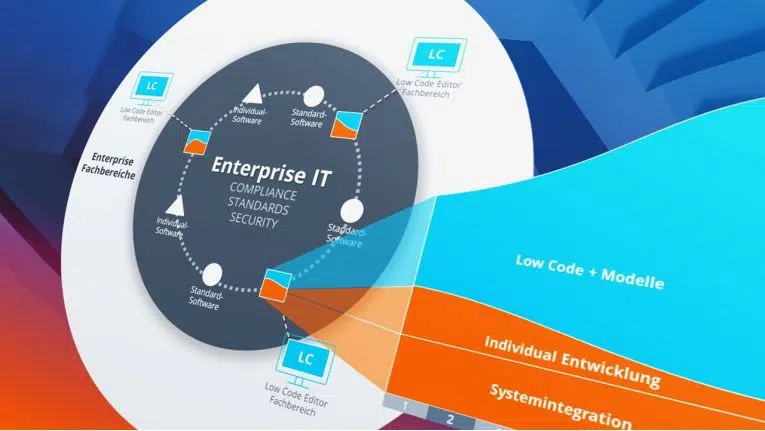 LC
Low Code Editor
Fachbereich
LC
Low Code Editor
Fachbereich
Individual-
Software
Standard-
Software
Enterprise
Fachbereiche
Enterprise IT
COMPLIANCE
STANDARDS
SECURITY
Individual-
Software
Standard-
Software
Standard-
Software
LC
Low Code Editor
Fachbereich
Low Code + Modelle
Individual Entwicklung
Systemintegration
1
2